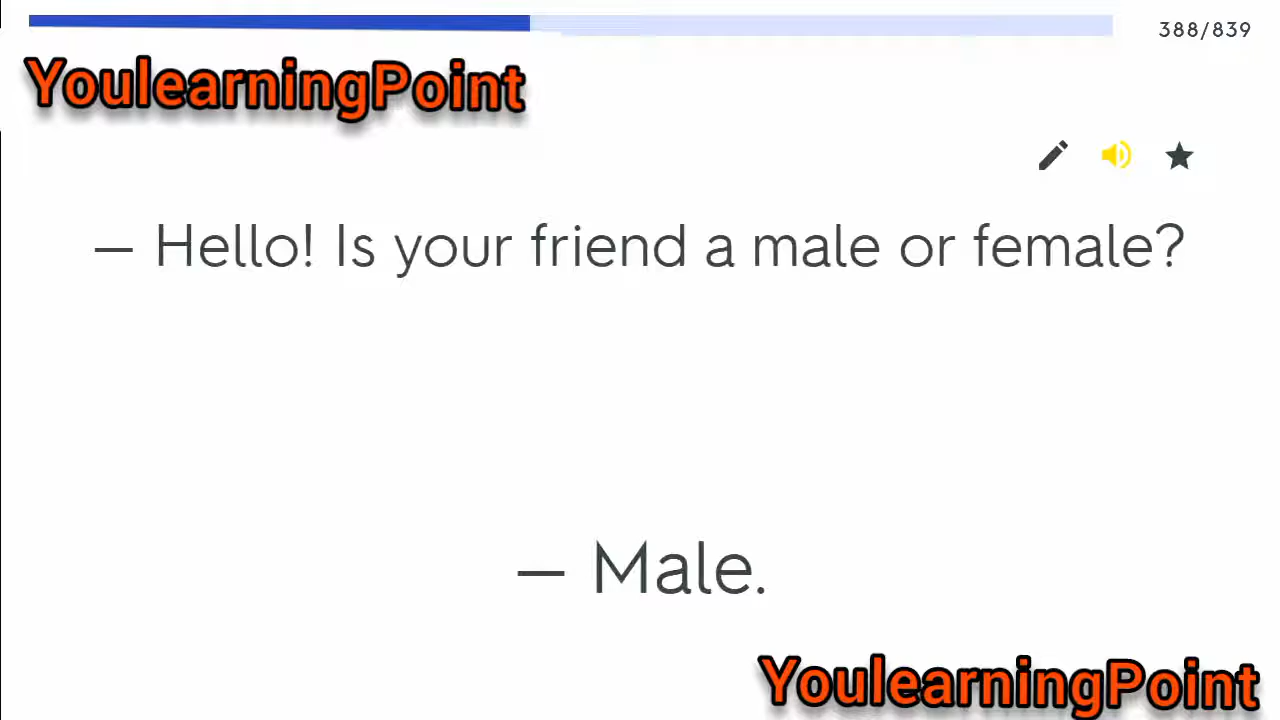 388/839
YoulearningPoint
— Hello! Is your friend a male or female?
— Male.
YoulearningPoint